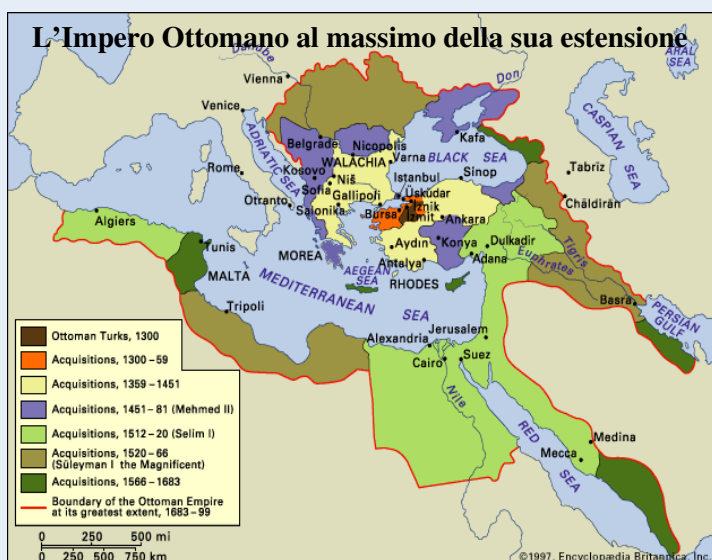 L'Impero Ottomano al massimo della sua estensione
ARAL
SEA
Danube
Vienna
Don
Venice
CASPIAN
SEA
ADRIATIC SEA
Belgrade
Nicopolis
Kafa
WALACHIA
Varna
BLACK SEA
Rome
Kosovo
Niš
Istanbul
Sinop
Tabrīz
Sofia
Gallipoli
Üsküdar
Chāldirān
Otranto
Salonika
İznik
Bursa
İzmit
Ankara
Algiers
Tunis
Aydın
Konya
Dulkadir
Tigris
MOREA
Antalya
Adana
Euphrates
MALTA
AEGEAN
SEA
RHODES
MEDITERRANEAN SEA
Basra
PERSIAN
GULF
Tripoli
Jerusalem
Alexandria
Cairo
Suez
Nile
RED
SEA
Medina
Mecca
Ottoman Turks, 1300
Acquisitions, 1300–59
Acquisitions, 1359–1451
Acquisitions, 1451–81 (Mehmed II)
Acquisitions, 1512–20 (Selim I)
Acquisitions, 1520–66
(Süleyman I the Magnificent)
Acquisitions, 1566–1683
Boundary of the Ottoman Empire
at its greatest extent, 1683–99
0 250 500 mi
0 250 500 750 km
©1997, Encyclopædia Britannica, Inc.